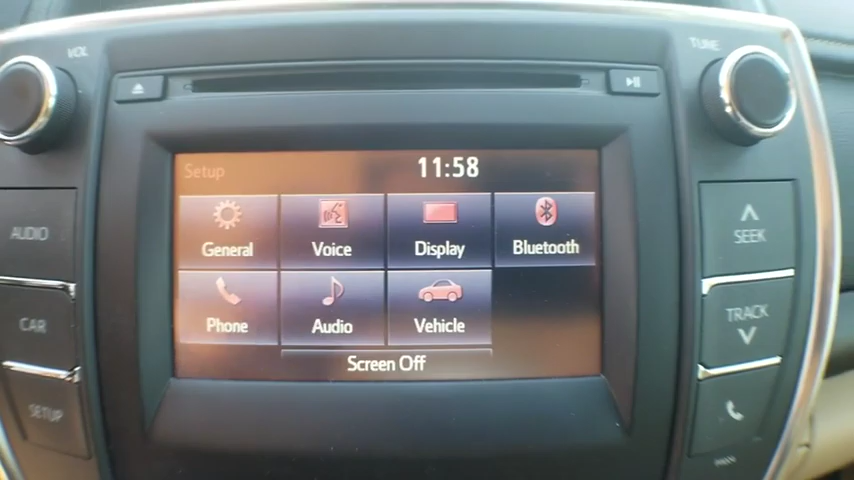 VOL
TUNE
Setup 11:58
General Voice Display Bluetooth
Phone Audio Vehicle
Screen Off
AUDIO
CAR
SETUP
SEEK
TRACK